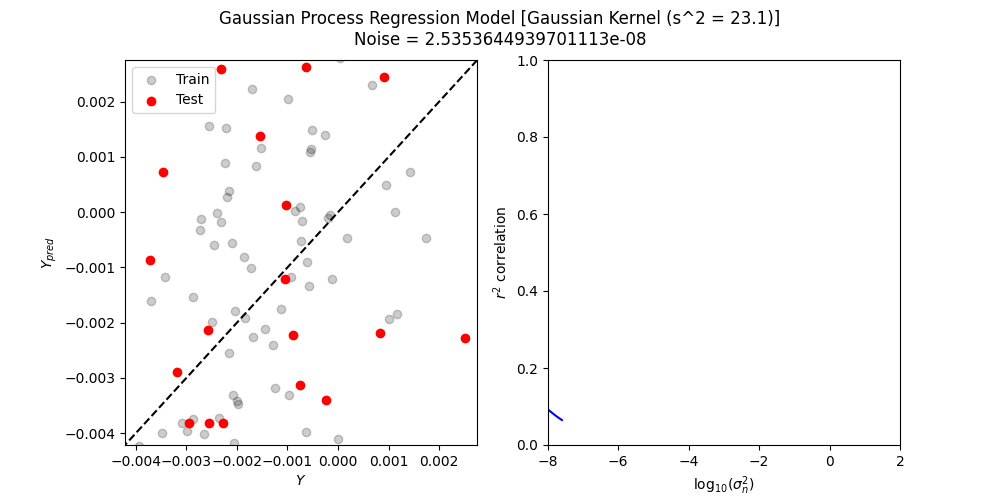 Gaussian Process Regression Model [Gaussian Kernel (s^2 = 23.1)]
Noise = 2.5353644939701113e-08
Train
Test
0.002
0.001
0.000
−0.001
−0.002
−0.003
−0.004
Y_pred
−0.004 −0.003 −0.002 −0.001 0.000 0.001 0.002
Y
1.0
0.8
0.6
0.4
0.2
0.0
r² correlation
−8 −6 −4 −2 0 2
log₁₀(σₙ²)